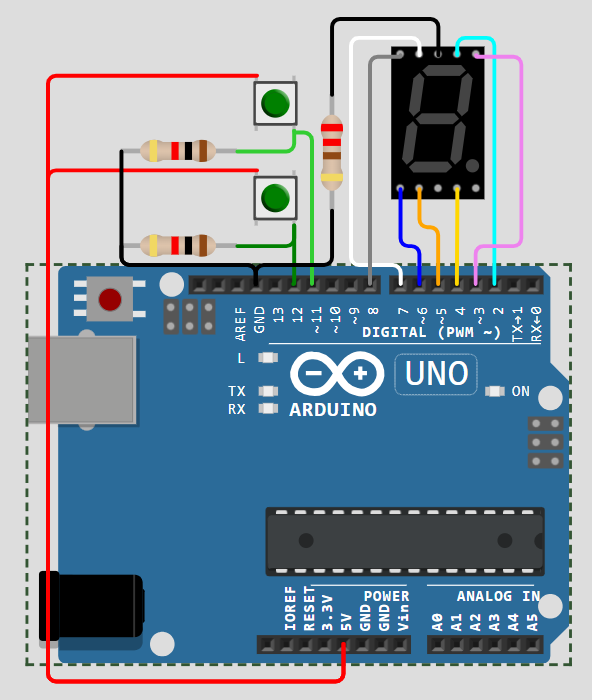 AREF
GND
13
12
~11
~10
~9
8
7
~6
~5
4
~3
2
TX→1
RX←0
DIGITAL (PWM ~)
L
TX
RX
UNO
ON
ARDUINO
IOREF
RESET
3.3V
5V
GND
GND
Vin
POWER
ANALOG IN
A0
A1
A2
A3
A4
A5